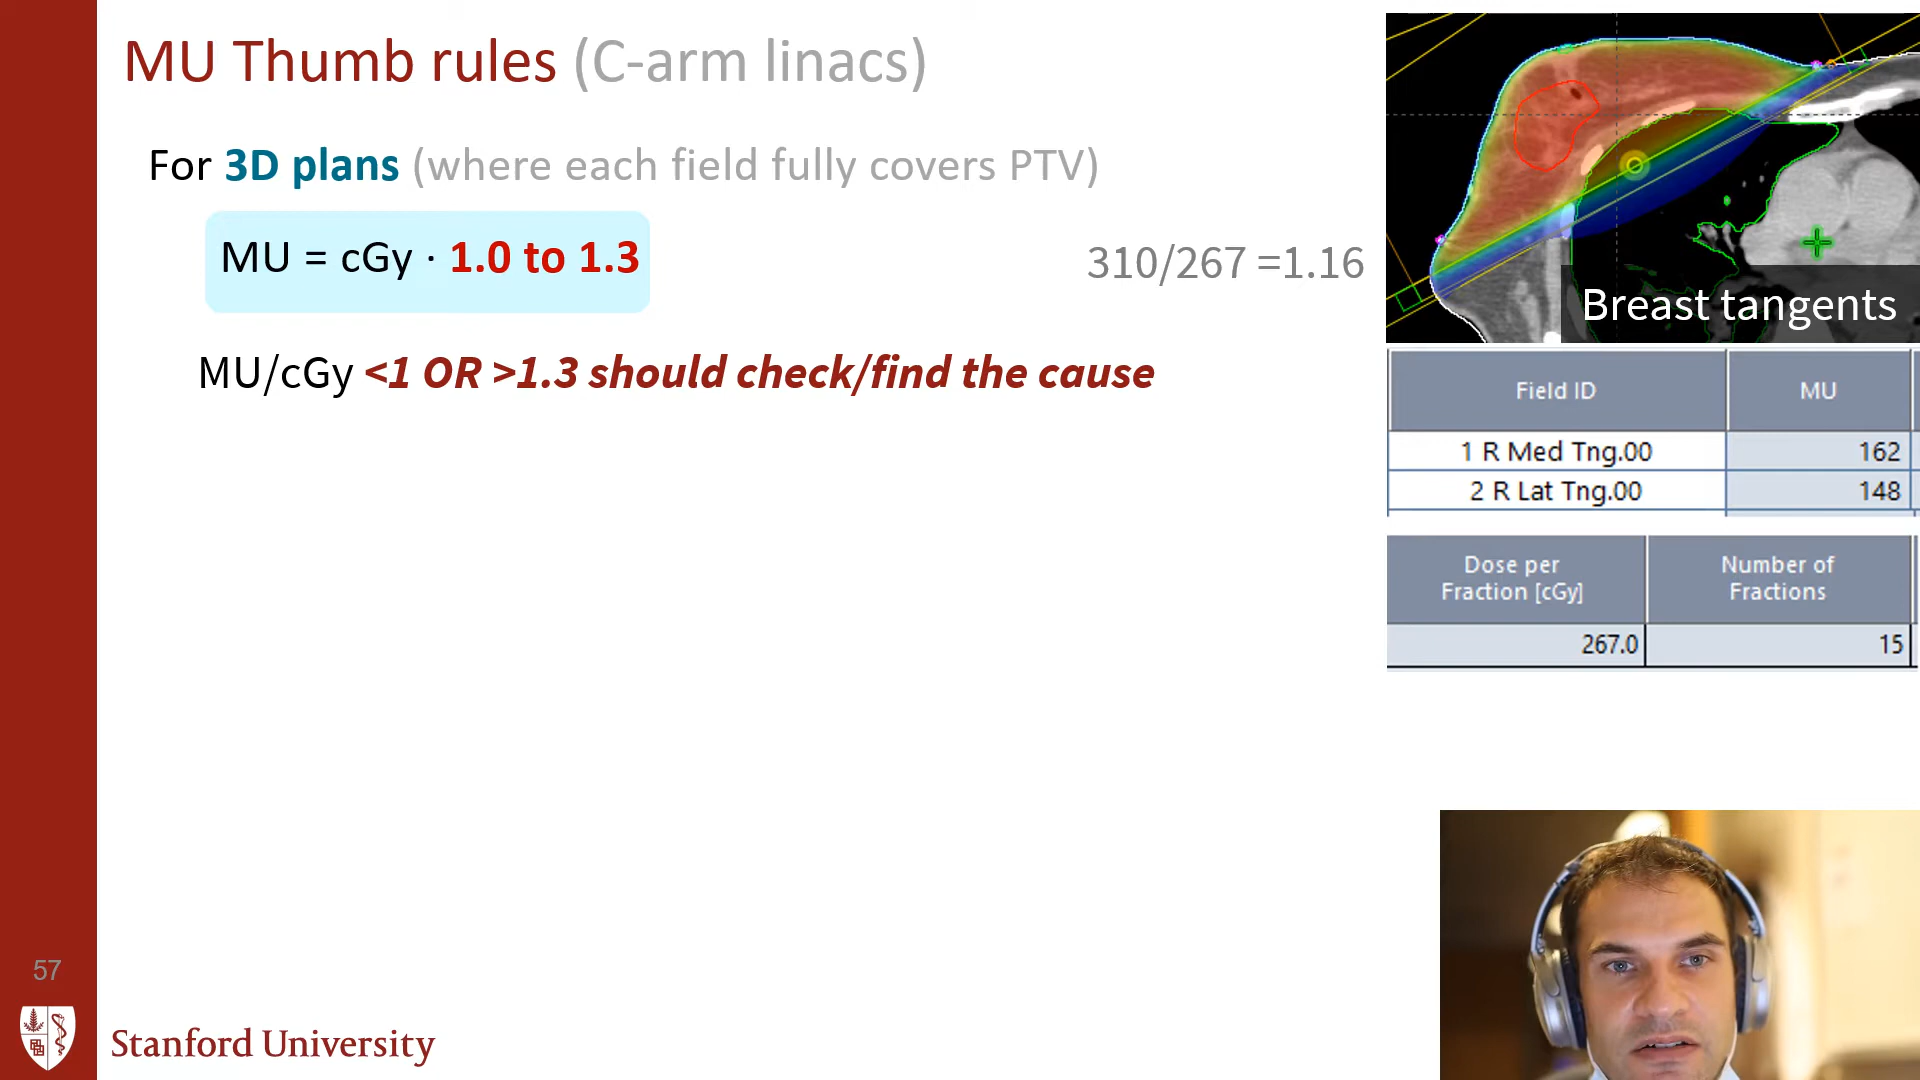 MU Thumb rules (C-arm linacs)
For 3D plans (where each field fully covers PTV)
MU = cGy · 1.0 to 1.3
310/267 =1.16
MU/cGy <1 OR >1.3 should check/find the cause
Breast tangents
Field ID MU
1 R Med Tng.00 162
2 R Lat Tng.00 148
Dose per Fraction [cGy] Number of Fractions
267.0 15
57
Stanford University